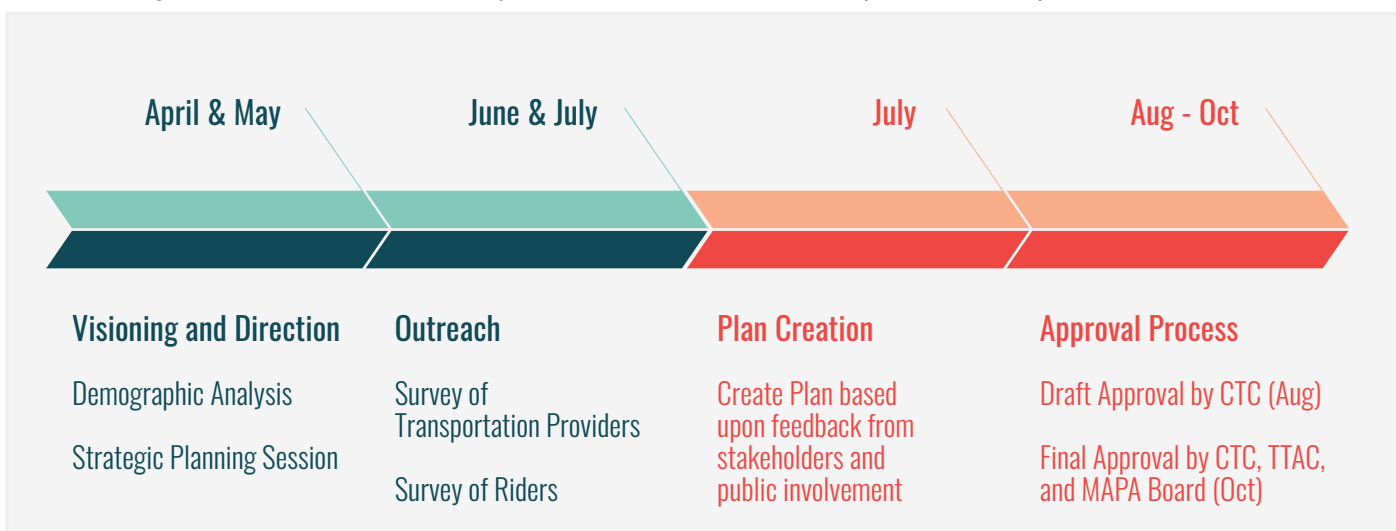 April & May
June & July
July
Aug - Oct
Visioning and Direction
Demographic Analysis
Strategic Planning Session
Outreach
Survey of
Transportation Providers
Survey of Riders
Plan Creation
Create Plan based
upon feedback from
stakeholders and
public involvement
Approval Process
Draft Approval by CTC (Aug)
Final Approval by CTC, TTAC,
and MAPA Board (Oct)